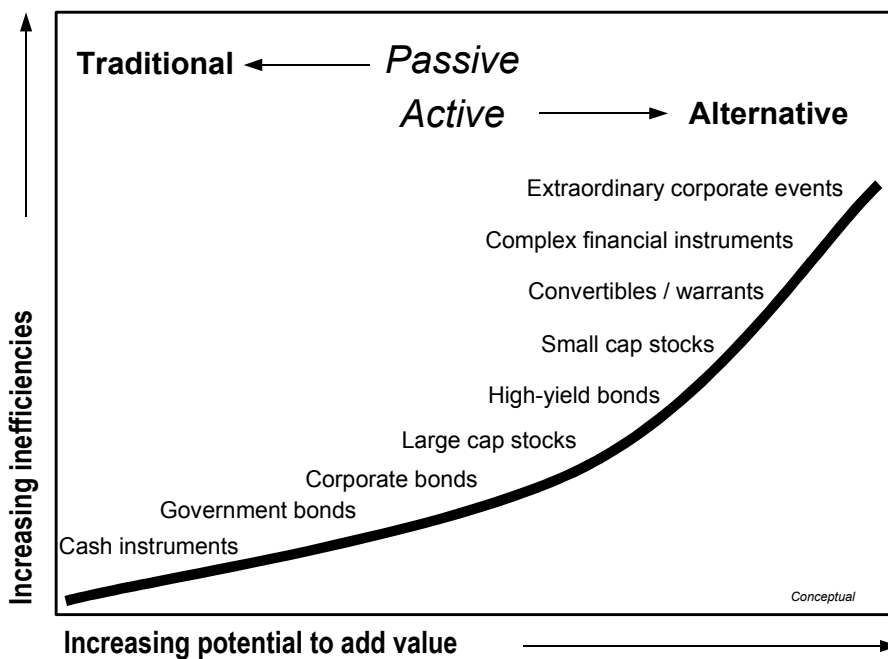 Traditional
Passive
Active
Alternative
Extraordinary corporate events
Complex financial instruments
Convertibles / warrants
Small cap stocks
High-yield bonds
Large cap stocks
Corporate bonds
Government bonds
Cash instruments
Conceptual
Increasing inefficiencies
Increasing potential to add value